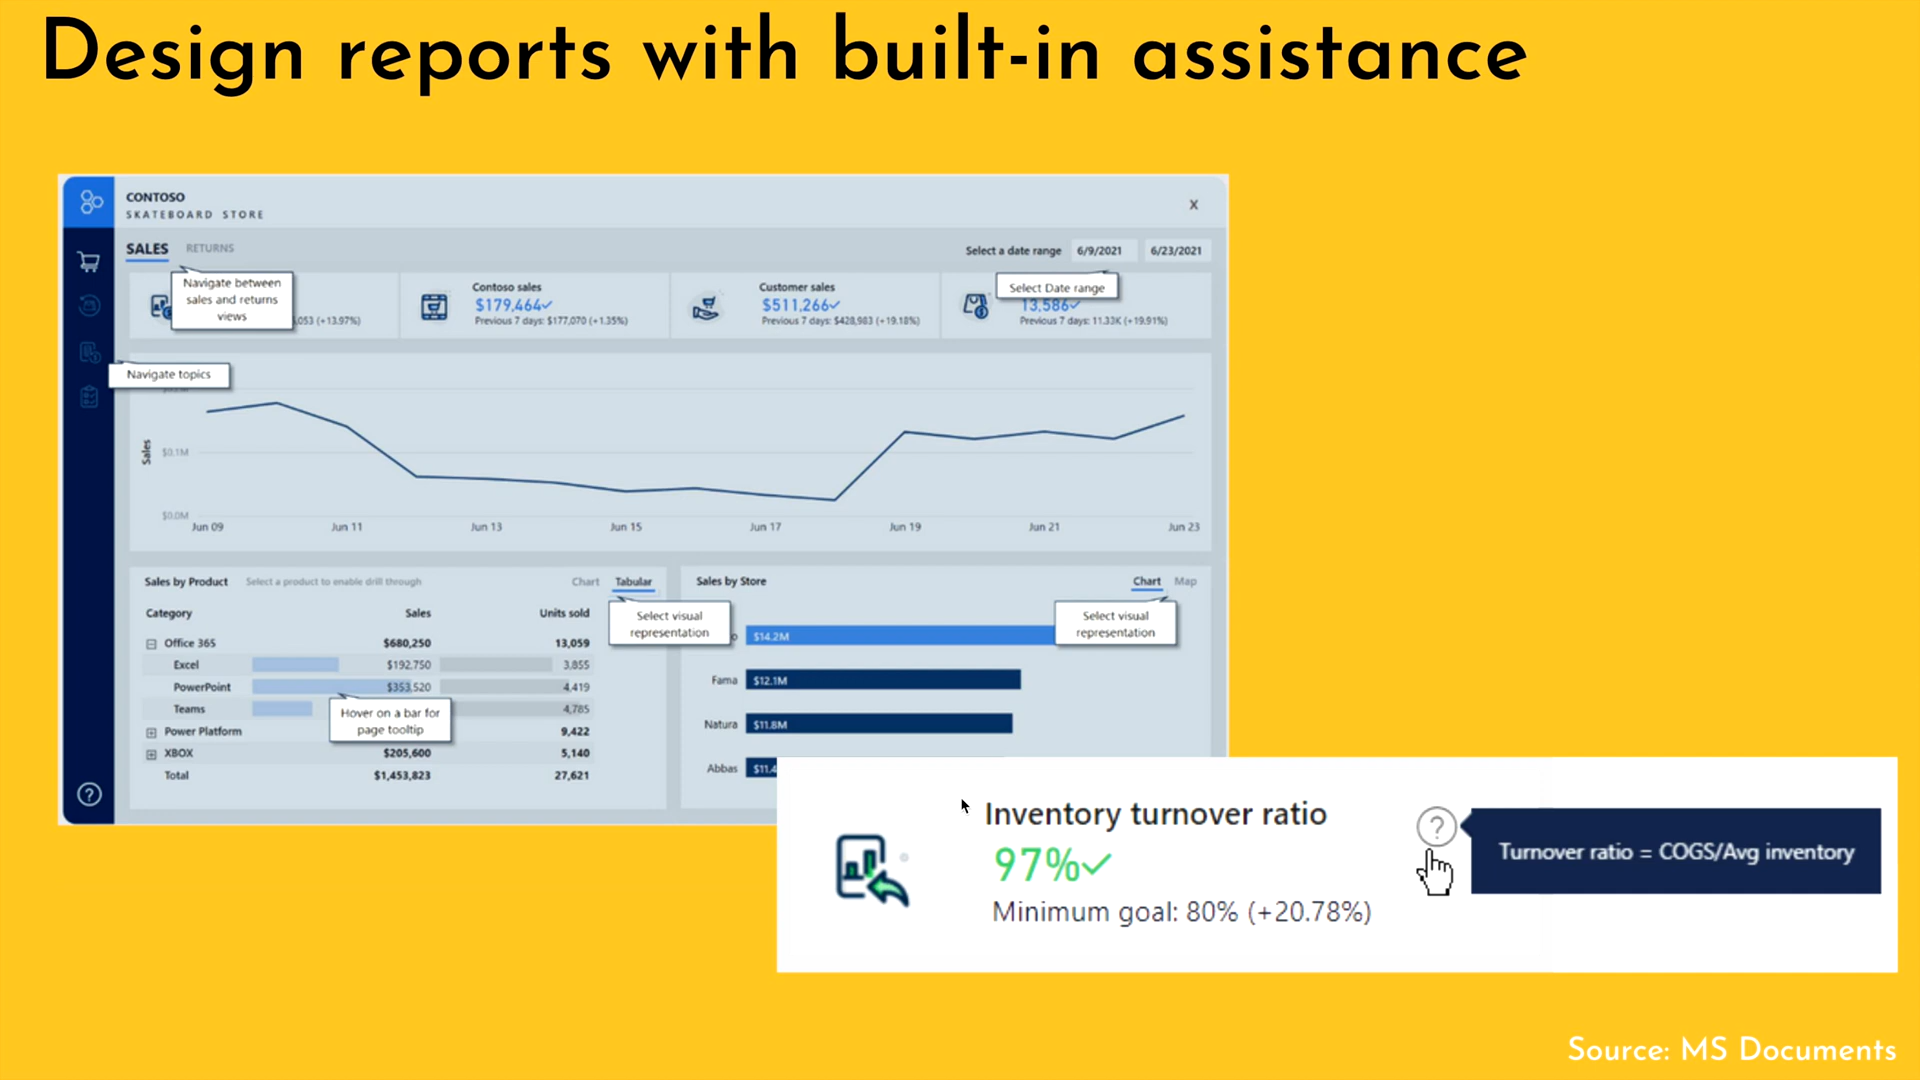 Design reports with built-in assistance
CONTOSO
SKATEBOARD STORE
X
SALES RETURNS
Select a date range 6/9/2021 6/23/2021
Navigate between
sales and returns
views
,053 (+13.97%)
Contoso sales
$179,464✓
Previous 7 days: $177,070 (+1.35%)
Customer sales
$511,266✓
Previous 7 days: $428,983 (+19.18%)
Select Date range
13,586✓
Previous 7 days: 11.33K (+19.91%)
Navigate topics
Sales
$0.1M
$0.0M
Jun 09 Jun 11 Jun 13 Jun 15 Jun 17 Jun 19 Jun 21 Jun 23
Sales by Product Select a product to enable drill through Chart Tabular
Select visual
representation
Category Sales Units sold
Office 365 $680,250 13,059
Excel $192,750 3,855
PowerPoint $353,520 4,419
Teams 4,785
Hover on a bar for
page tooltip
Power Platform 9,422
XBOX $205,600 5,140
Total $1,453,823 27,621
Sales by Store Chart Map
Select visual
representation
o $14.2M
Fama $12.1M
Natura $11.8M
Abbas $11.4
?
Inventory turnover ratio
97%✓
Minimum goal: 80% (+20.78%)
?
Turnover ratio = COGS/Avg inventory
Source: MS Documents